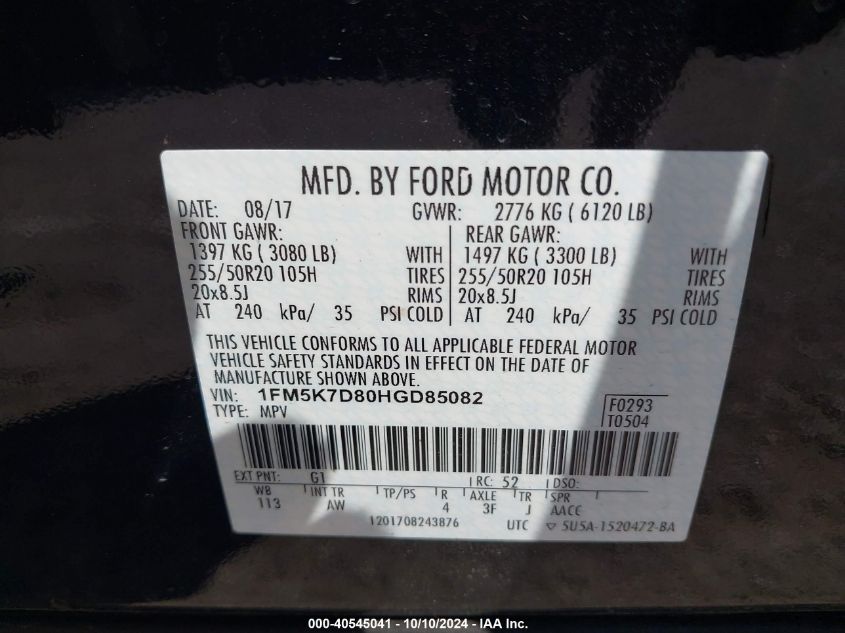 MFD. BY FORD MOTOR CO.
DATE: 08/17 GVWR: 2776 KG ( 6120 LB)
FRONT GAWR: REAR GAWR:
1397 KG ( 3080 LB) WITH 1497 KG ( 3300 LB) WITH
255/50R20 105H TIRES 255/50R20 105H TIRES
20x8.5J RIMS 20x8.5J RIMS
AT 240 kPa/ 35 PSI COLD AT 240 kPa/ 35 PSI COLD
THIS VEHICLE CONFORMS TO ALL APPLICABLE FEDERAL MOTOR
VEHICLE SAFETY STANDARDS IN EFFECT ON THE DATE OF
MANUFACTURE SHOWN ABOVE.
VIN: 1FM5K7D80HGD85082
TYPE: MPV
F0293
T0504
EXT PNT: G1 RC: 52 DSO:
WB INT TR TP/PS R AXLE TR SPR
113 AW 4 3F J AACC
1201708243876 UTC ▽ 5U5A-1520472-BA
000-40545041 - 10/10/2024 - IAA Inc.